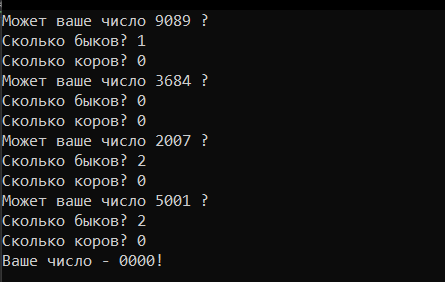 Может ваше число 9089 ?
Сколько быков? 1
Сколько коров? 0
Может ваше число 3684 ?
Сколько быков? 0
Сколько коров? 0
Может ваше число 2007 ?
Сколько быков? 2
Сколько коров? 0
Может ваше число 5001 ?
Сколько быков? 2
Сколько коров? 0
Ваше число - 0000!